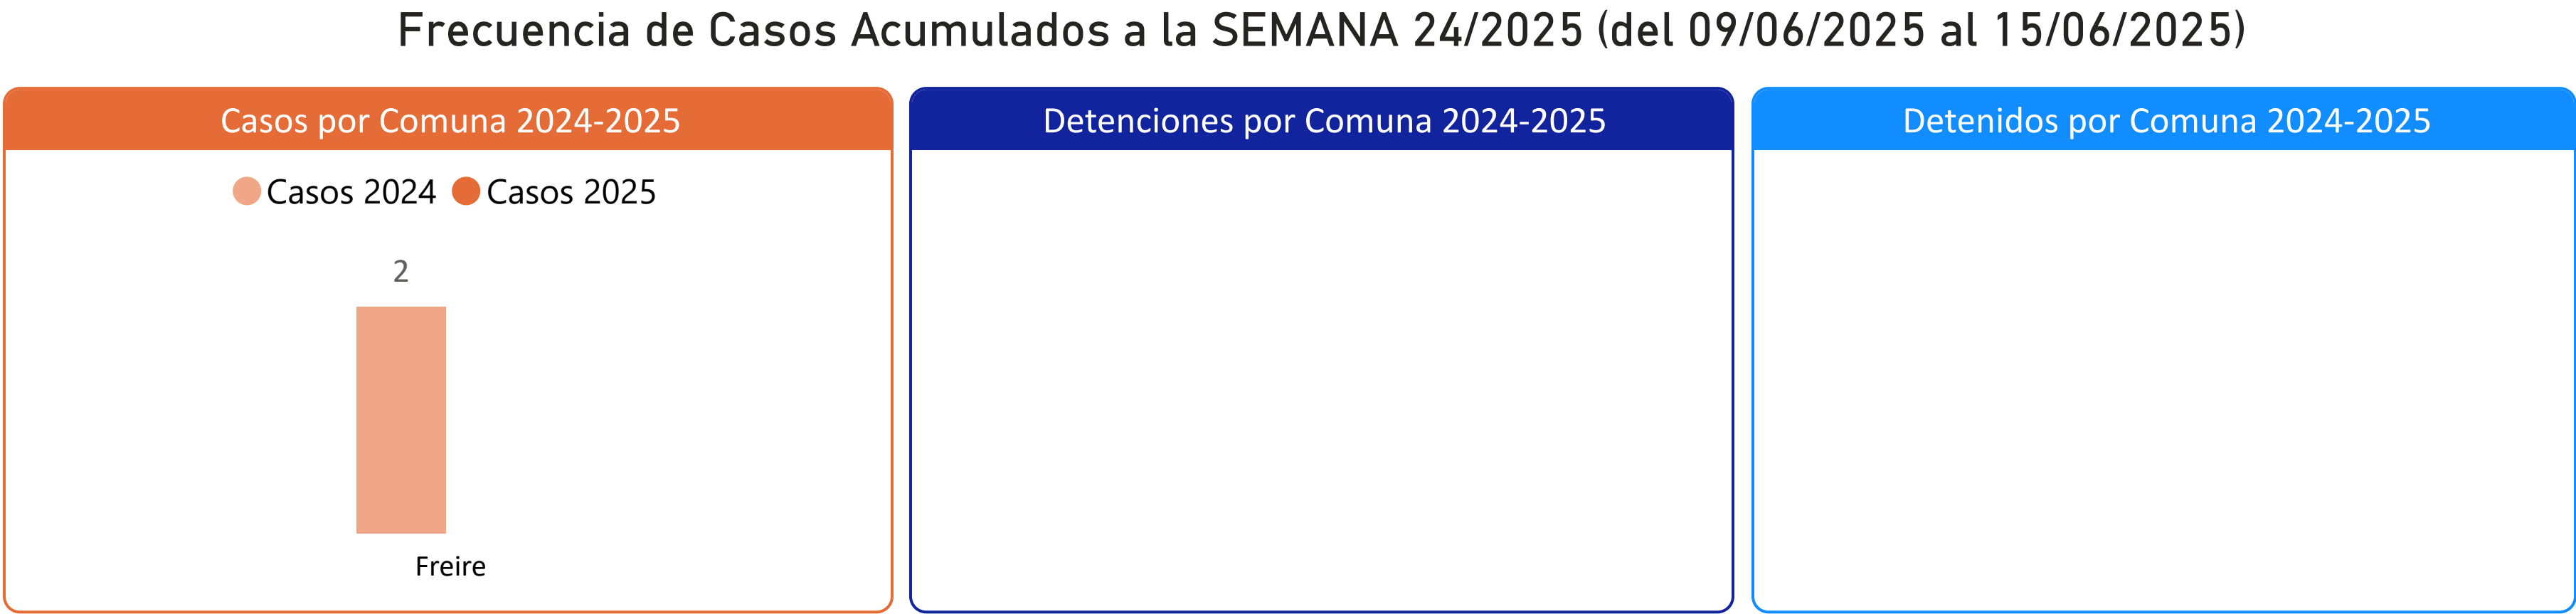 Frecuencia de Casos Acumulados a la SEMANA 24/2025 (del 09/06/2025 al 15/06/2025)
Casos por Comuna 2024-2025
Casos 2024 Casos 2025
2
Freire
Detenciones por Comuna 2024-2025
Detenidos por Comuna 2024-2025